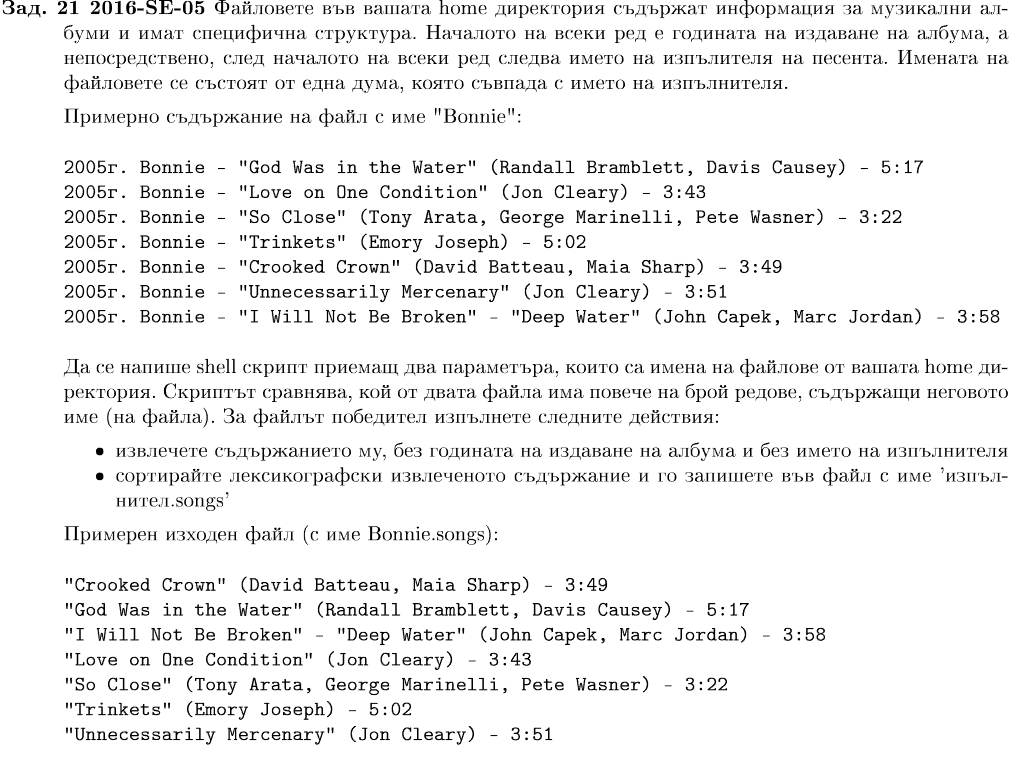 Зад. 21 2016-SE-05 Файловете във вашата home директория съдържат информация за музикални ал-
буми и имат специфична структура. Началото на всеки ред е годината на издаване на албума, а
непосредствено, след началото на всеки ред следва името на изпълителя на песента. Имената на
файловете се състоят от една дума, която съвпада с името на изпълнителя.
Примерно съдържание на файл с име "Bonnie":
2005г. Bonnie - "God Was in the Water" (Randall Bramblett, Davis Causey) - 5:17
2005г. Bonnie - "Love on One Condition" (Jon Cleary) - 3:43
2005г. Bonnie - "So Close" (Tony Arata, George Marinelli, Pete Wasner) - 3:22
2005г. Bonnie - "Trinkets" (Emory Joseph) - 5:02
2005г. Bonnie - "Crooked Crown" (David Batteau, Maia Sharp) - 3:49
2005г. Bonnie - "Unnecessarily Mercenary" (Jon Cleary) - 3:51
2005г. Bonnie - "I Will Not Be Broken" - "Deep Water" (John Capek, Marc Jordan) - 3:58
Да се напише shell скрипт приемащ два параметъра, които са имена на файлове от вашата home ди-
ректория. Скриптът сравнява, кой от двата файла има повече на брой редове, съдържащи неговото
име (на файла). За файлът победител изпълнете следните действия:
• извлечете съдържанието му, без годината на издаване на албума и без името на изпълнителя
• сортирайте лексикографски извлеченото съдържание и го запишете във файл с име 'изпъл-
нител.songs'
Примерен изходен файл (с име Bonnie.songs):
"Crooked Crown" (David Batteau, Maia Sharp) - 3:49
"God Was in the Water" (Randall Bramblett, Davis Causey) - 5:17
"I Will Not Be Broken" - "Deep Water" (John Capek, Marc Jordan) - 3:58
"Love on One Condition" (Jon Cleary) - 3:43
"So Close" (Tony Arata, George Marinelli, Pete Wasner) - 3:22
"Trinkets" (Emory Joseph) - 5:02
"Unnecessarily Mercenary" (Jon Cleary) - 3:51